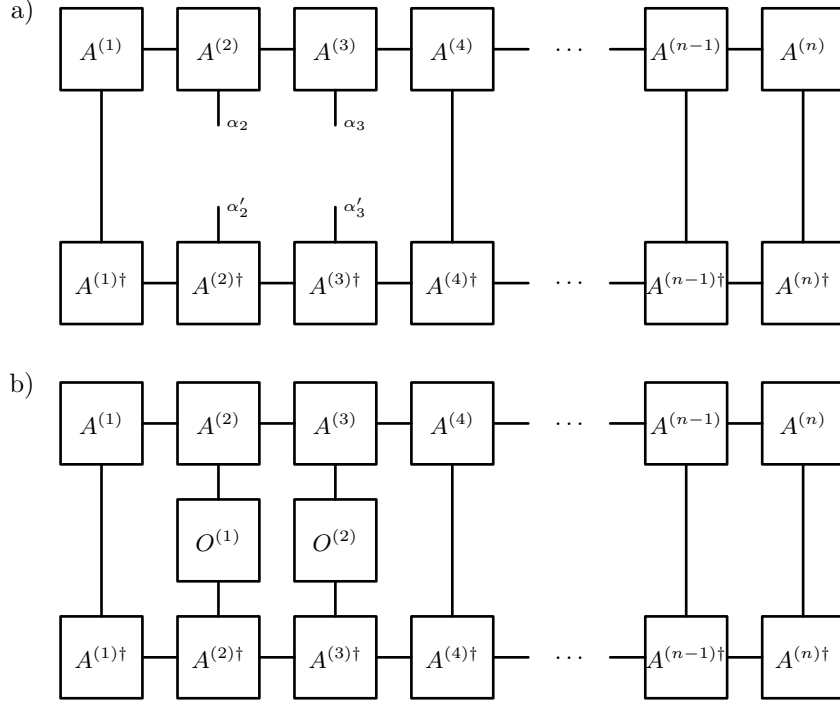 a)
A^(1) A^(2) A^(3) A^(4) ... A^(n−1) A^(n)
α_2 α_3
α′_2 α′_3
A^(1)† A^(2)† A^(3)† A^(4)† ... A^(n−1)† A^(n)†
b)
A^(1) A^(2) A^(3) A^(4) ... A^(n−1) A^(n)
O^(1) O^(2)
A^(1)† A^(2)† A^(3)† A^(4)† ... A^(n−1)† A^(n)†